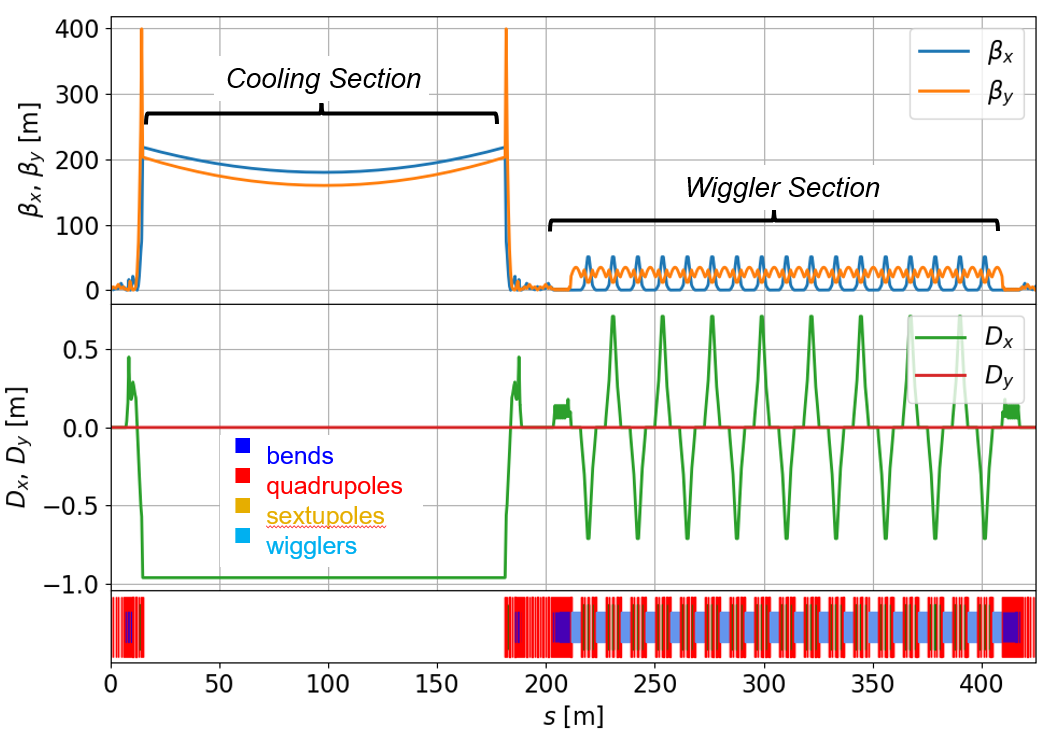 400
300
200
100
0
βx, βy [m]
Cooling Section
Wiggler Section
βx
βy
0.5
0.0
−0.5
−1.0
Dx, Dy [m]
Dx
Dy
bends
quadrupoles
sextupoles
wigglers
0 50 100 150 200 250 300 350 400
s [m]